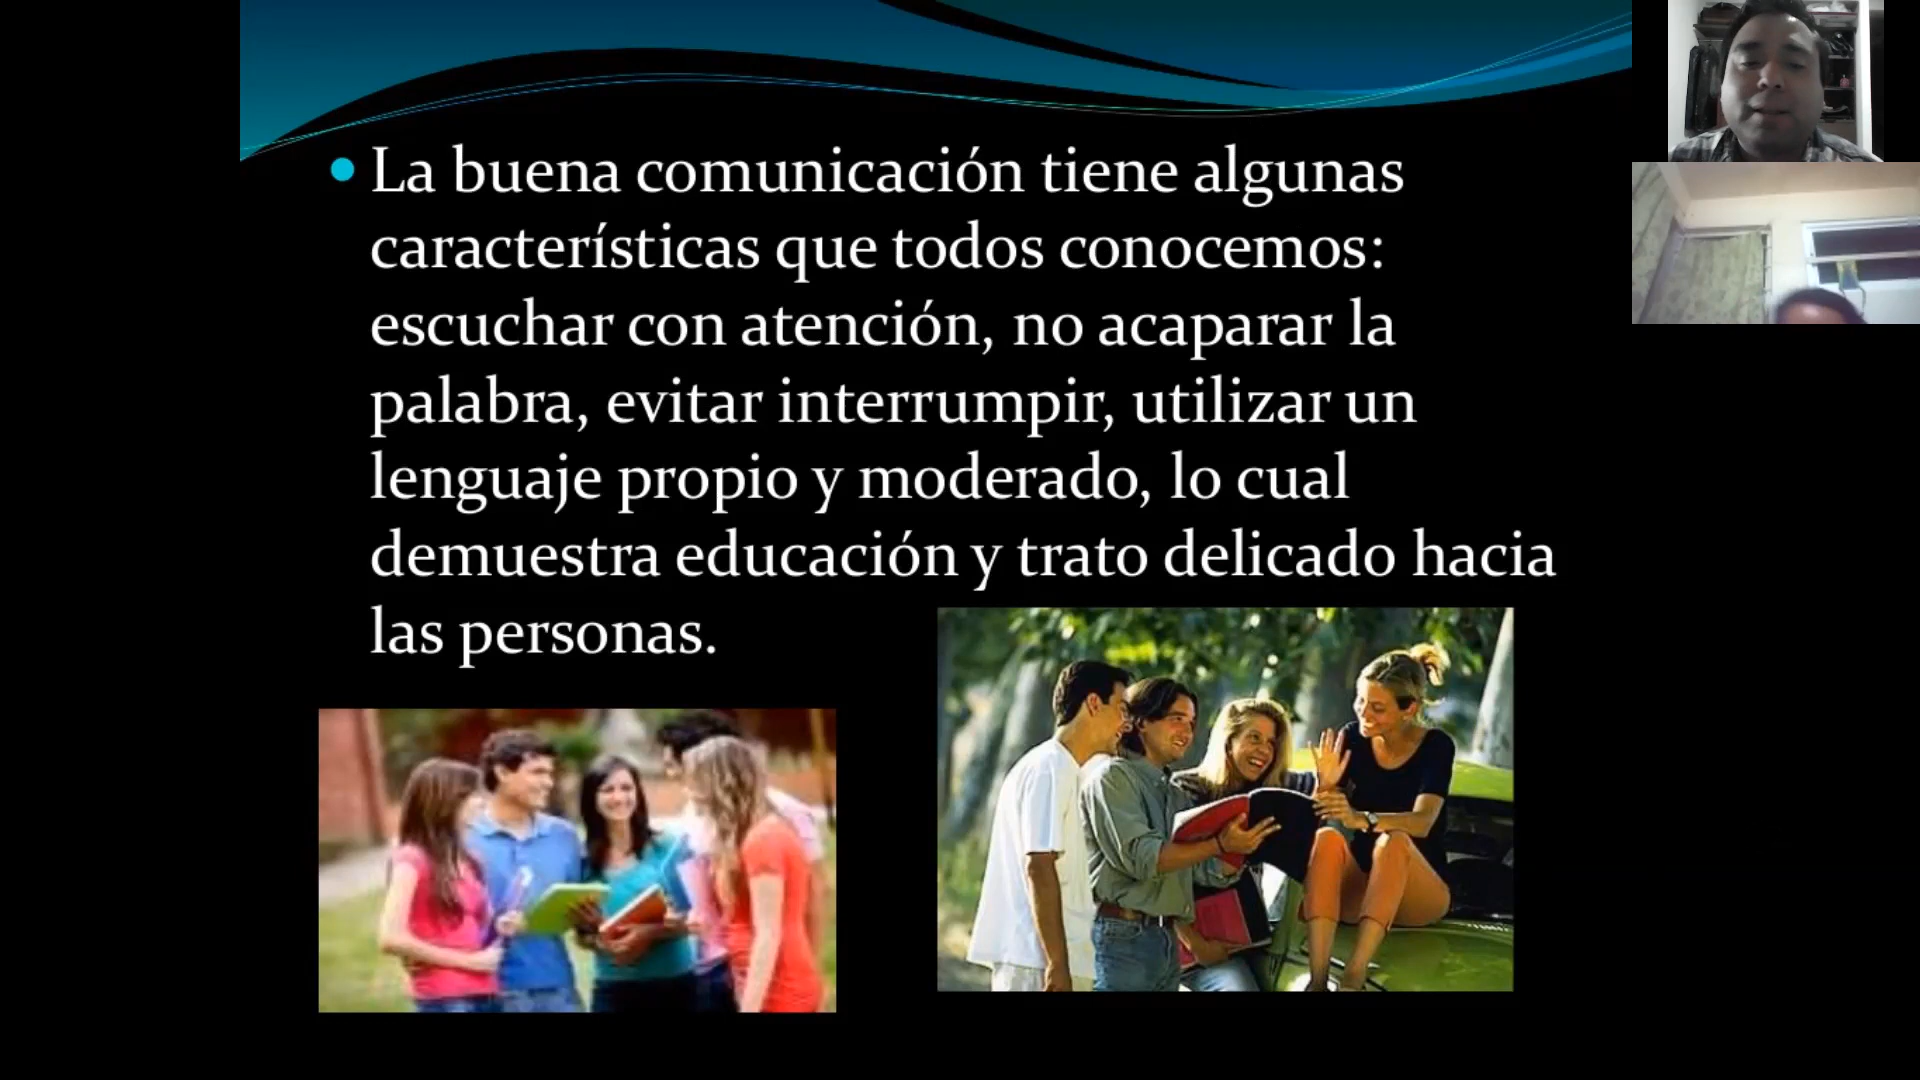 La buena comunicación tiene algunas
características que todos conocemos:
escuchar con atención, no acaparar la
palabra, evitar interrumpir, utilizar un
lenguaje propio y moderado, lo cual
demuestra educación y trato delicado hacia
las personas.